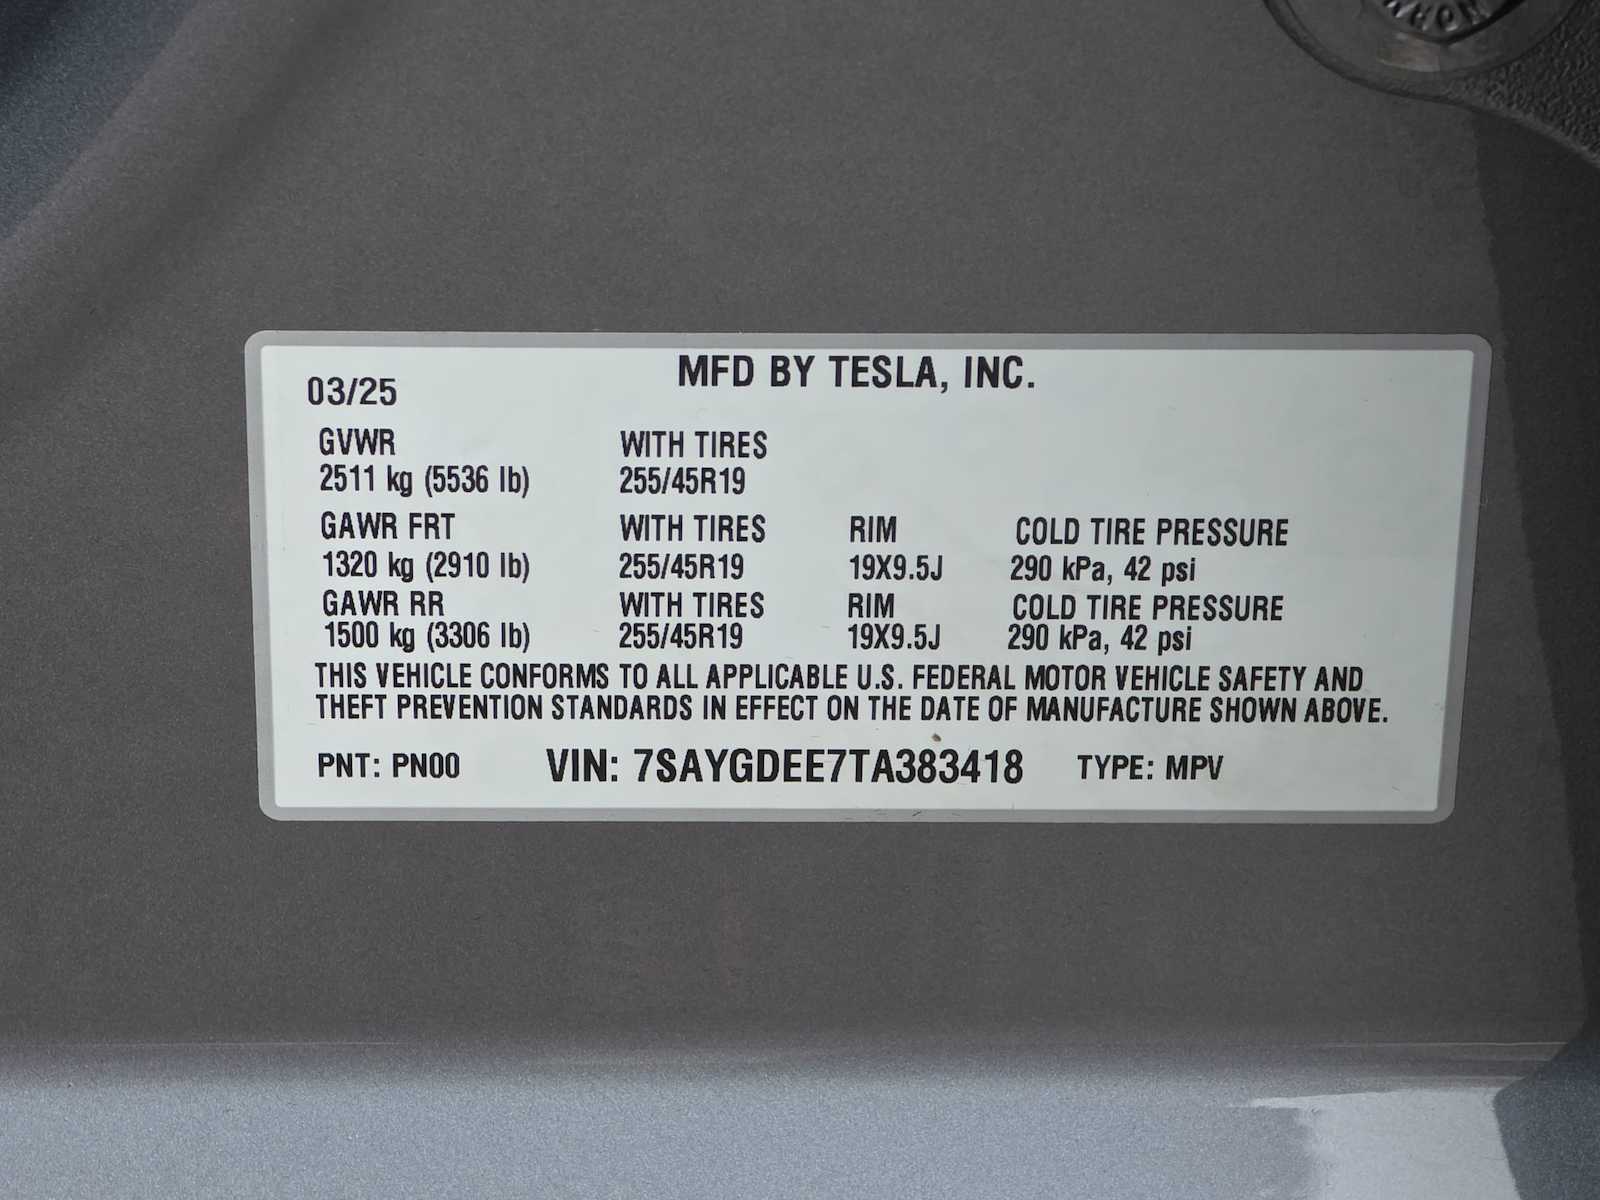 MFD BY TESLA, INC.
03/25
GVWR WITH TIRES
2511 kg (5536 lb) 255/45R19
GAWR FRT WITH TIRES RIM COLD TIRE PRESSURE
1320 kg (2910 lb) 255/45R19 19X9.5J 290 kPa, 42 psi
GAWR RR WITH TIRES RIM COLD TIRE PRESSURE
1500 kg (3306 lb) 255/45R19 19X9.5J 290 kPa, 42 psi
THIS VEHICLE CONFORMS TO ALL APPLICABLE U.S. FEDERAL MOTOR VEHICLE SAFETY AND
THEFT PREVENTION STANDARDS IN EFFECT ON THE DATE OF MANUFACTURE SHOWN ABOVE.
PNT: PN00 VIN: 7SAYGDEE7TA383418 TYPE: MPV